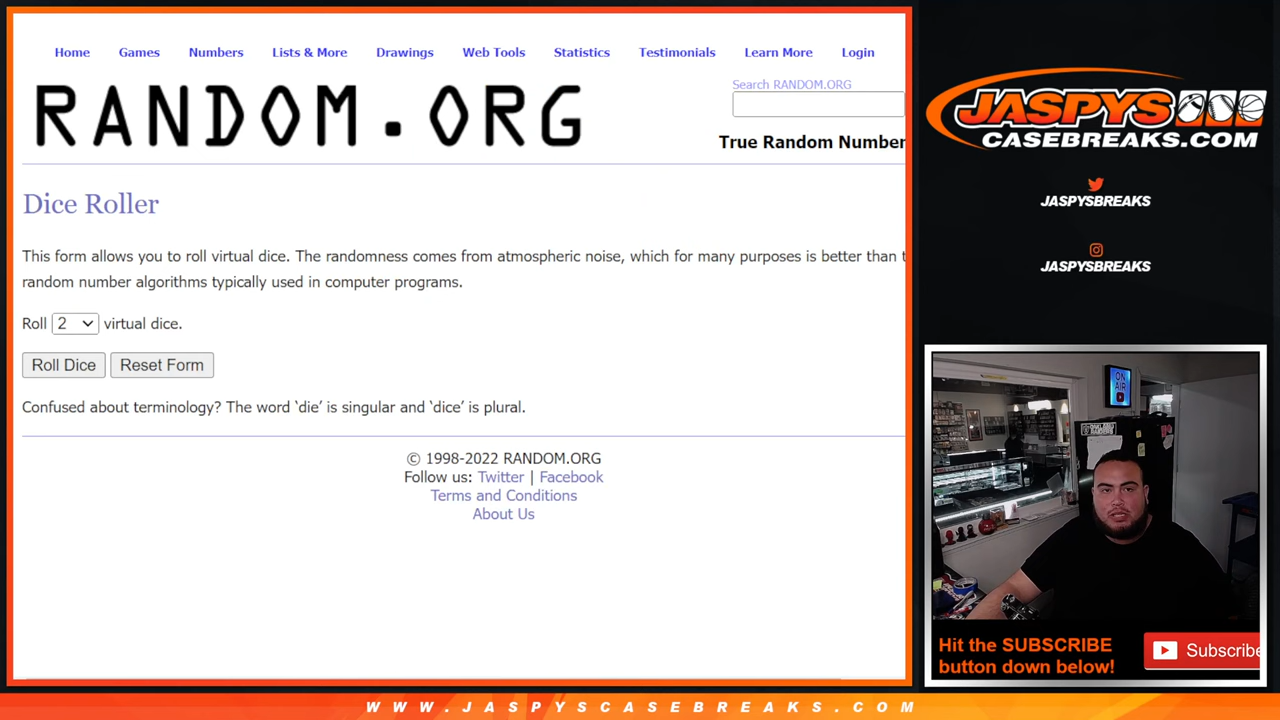 Home Games Numbers Lists & More Drawings Web Tools Statistics Testimonials Learn More Login
RANDOM.ORG
Search RANDOM.ORG
True Random Number
Dice Roller
This form allows you to roll virtual dice. The randomness comes from atmospheric noise, which for many purposes is better than t
random number algorithms typically used in computer programs.
Roll 2 virtual dice.
Roll Dice Reset Form
Confused about terminology? The word ‘die’ is singular and ‘dice’ is plural.
© 1998-2022 RANDOM.ORG
Follow us: Twitter | Facebook
Terms and Conditions
About Us
JASPYS
CASEBREAKS.COM
JASPYSBREAKS
JASPYSBREAKS
ON
AIR
Hit the SUBSCRIBE
button down below!
Subscribe
WWW.JASPYSCASEBREAKS.COM